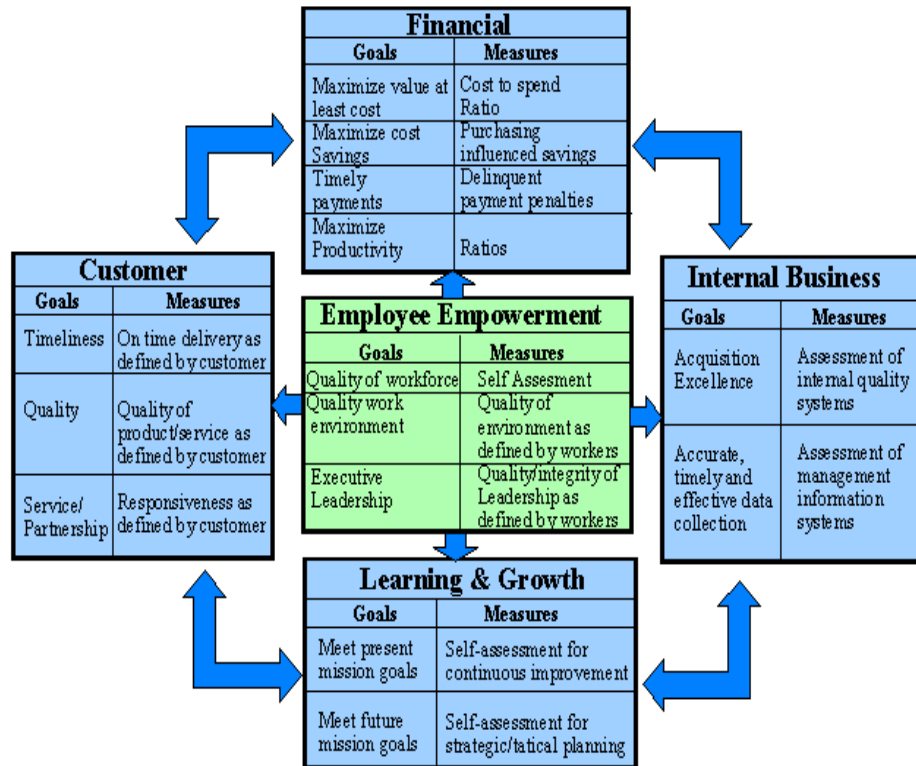 Financial
Goals Measures
Maximize value at Cost to spend
least cost Ratio
Maximize cost Purchasing
Savings influenced savings
Timely Delinquent
payments payment penalties
Maximize
Productivity Ratios
Customer
Goals Measures
Timeliness On time delivery as
defined by customer
Quality Quality of
product/service as
defined by customer
Service/ Responsiveness as
Partnership defined by customer
Employee Empowerment
Goals Measures
Quality of workforce Self Assesment
Quality work Quality of
environment environment as
defined by workers
Executive Quality/integrity of
Leadership Leadership as
defined by workers
Internal Business
Goals Measures
Acquisition Assessment of
Excellence internal quality
systems
Accurate, Assessment of
timely and management
effective data information
collection systems
Learning & Growth
Goals Measures
Meet present Self-assessment for
mission goals continuous improvement
Meet future Self-assessment for
mission goals strategic/tatical planning